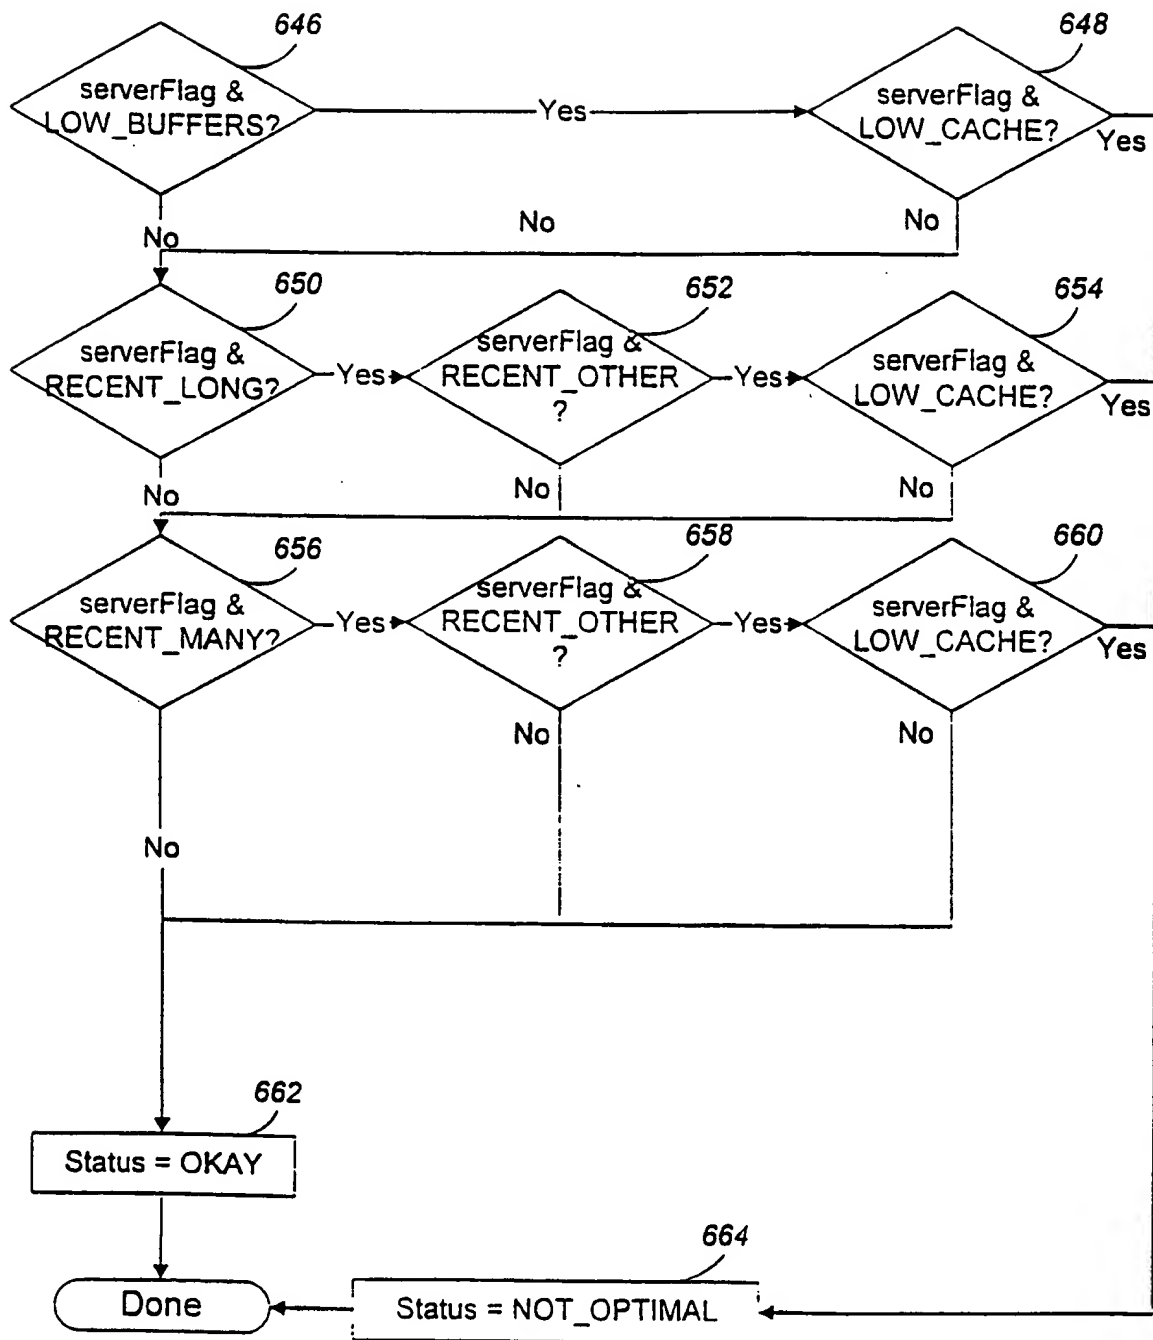 646
648
serverFlag &
LOW_BUFFERS?
Yes
serverFlag &
LOW_CACHE?
Yes
No
No
No
650
652
654
serverFlag &
RECENT_LONG?
Yes
serverFlag &
RECENT_OTHER
?
Yes
serverFlag &
LOW_CACHE?
Yes
No
No
No
656
658
660
serverFlag &
RECENT_MANY?
Yes
serverFlag &
RECENT_OTHER
?
Yes
serverFlag &
LOW_CACHE?
Yes
No
No
No
662
Status = OKAY
664
Done
Status = NOT_OPTIMAL